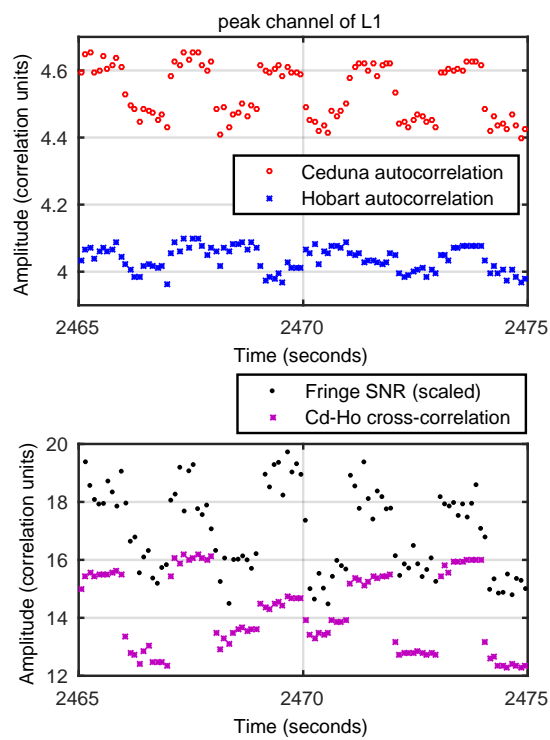 peak channel of L1
Amplitude (correlation units)
4.6
4.4
4.2
4
Ceduna autocorrelation
Hobart autocorrelation
2465
2470
2475
Time (seconds)
Fringe SNR (scaled)
Cd-Ho cross-correlation
Amplitude (correlation units)
20
18
16
14
12
2465
2470
2475
Time (seconds)